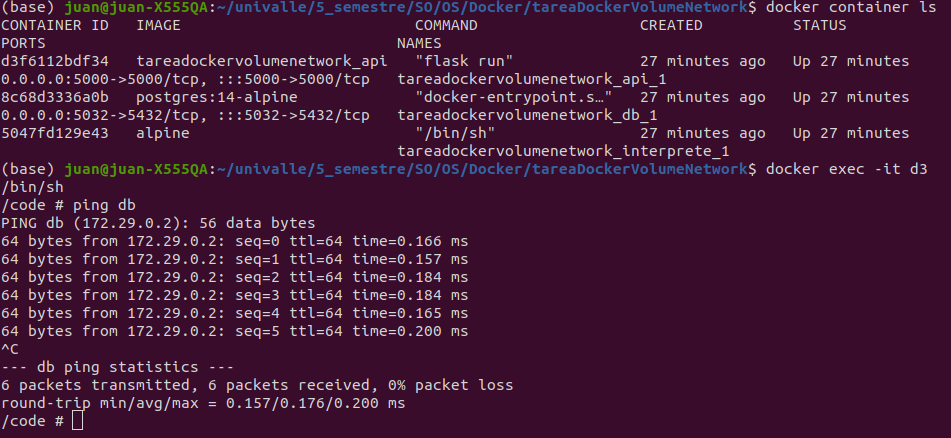 (base) juan@juan-X555QA:~/univalle/5_semestre/SO/OS/Docker/tareaDockerVolumeNetwork$ docker container ls
CONTAINER ID   IMAGE                          COMMAND                  CREATED          STATUS
PORTS                                       NAMES
d3f6112bdf34   tareadockervolumenetwork_api   "flask run"              27 minutes ago   Up 27 minutes
0.0.0.0:5000->5000/tcp, :::5000->5000/tcp   tareadockervolumenetwork_api_1
8c68d3336a0b   postgres:14-alpine             "docker-entrypoint.s…"   27 minutes ago   Up 27 minutes
0.0.0.0:5032->5432/tcp, :::5032->5432/tcp   tareadockervolumenetwork_db_1
5047fd129e43   alpine                         "/bin/sh"                27 minutes ago   Up 27 minutes
                                            tareadockervolumenetwork_interprete_1
(base) juan@juan-X555QA:~/univalle/5_semestre/SO/OS/Docker/tareaDockerVolumeNetwork$ docker exec -it d3
/bin/sh
/code # ping db
PING db (172.29.0.2): 56 data bytes
64 bytes from 172.29.0.2: seq=0 ttl=64 time=0.166 ms
64 bytes from 172.29.0.2: seq=1 ttl=64 time=0.157 ms
64 bytes from 172.29.0.2: seq=2 ttl=64 time=0.184 ms
64 bytes from 172.29.0.2: seq=3 ttl=64 time=0.184 ms
64 bytes from 172.29.0.2: seq=4 ttl=64 time=0.165 ms
64 bytes from 172.29.0.2: seq=5 ttl=64 time=0.200 ms
^C
--- db ping statistics ---
6 packets transmitted, 6 packets received, 0% packet loss
round-trip min/avg/max = 0.157/0.176/0.200 ms
/code #